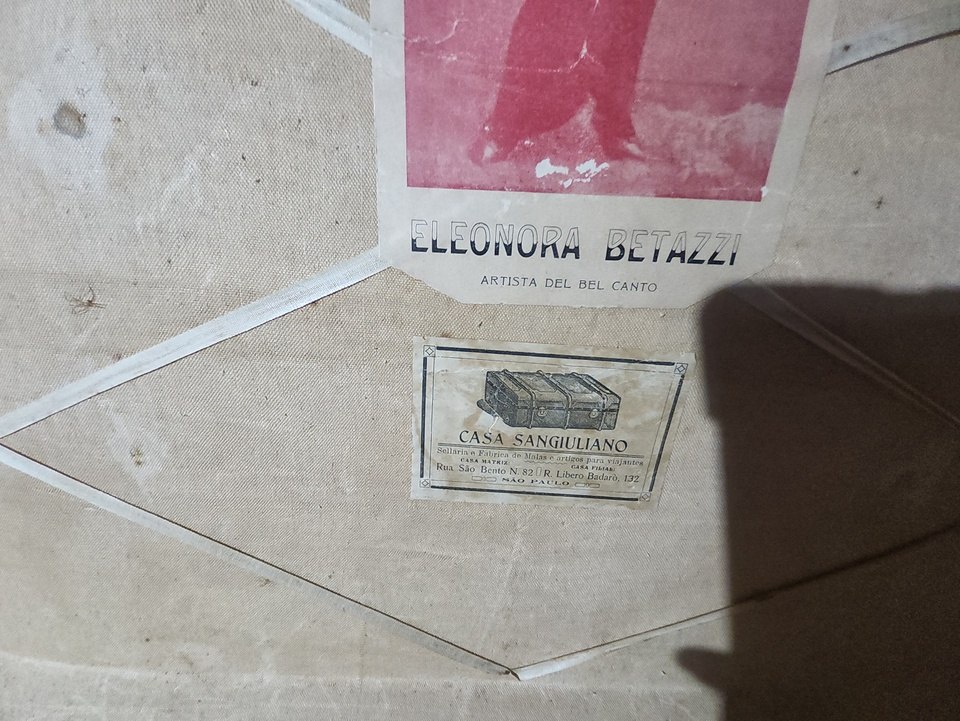 ELEONORA BETAZZI
ARTISTA DEL BEL CANTO
CASA SANGIULIANO
Sellaria e Fabrica de Malas e artigos para viajantes
CASA MATRIZ: CASA FILIAL:
Rua São Bento N. 82 R. Libero Badaró, 132
SÃO PAULO